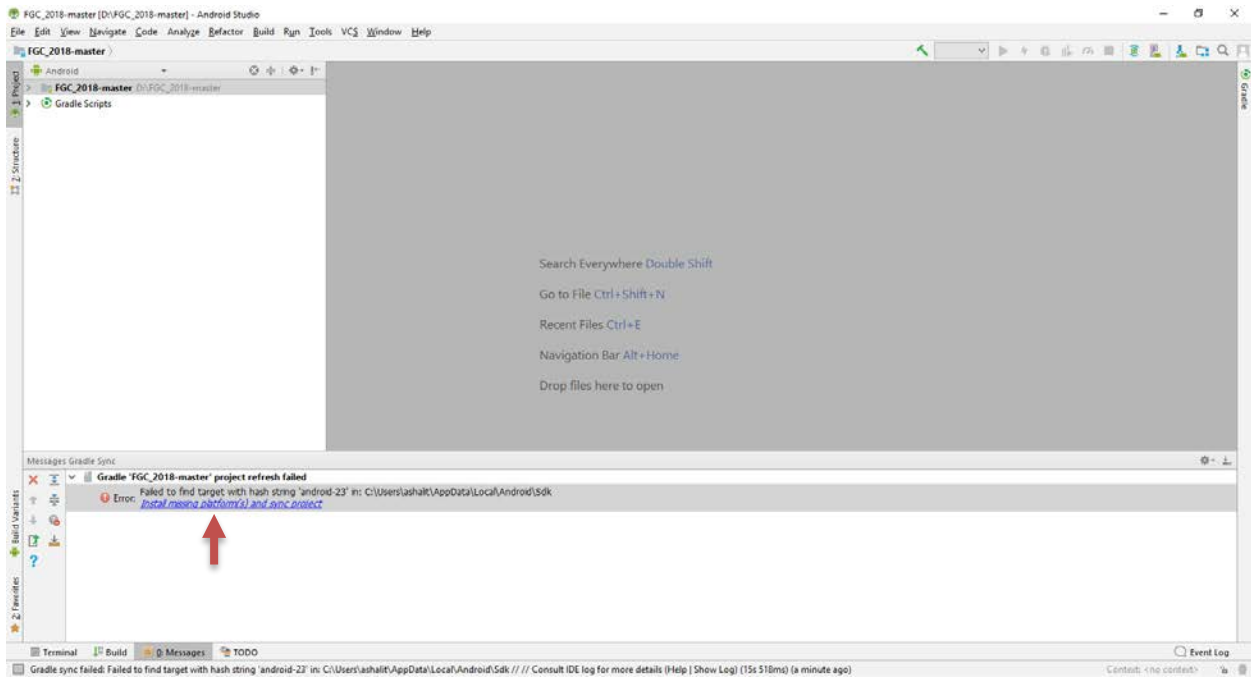 FGC_2018-master [D:\FGC_2018-master] - Android Studio
File Edit View Navigate Code Analyze Refactor Build Run Tools VCS Window Help
FGC_2018-master
Android
FGC_2018-master D:\FGC_2018-master
Gradle Scripts
1: Project
2: Structure
Gradle
Search Everywhere Double Shift
Go to File Ctrl+Shift+N
Recent Files Ctrl+E
Navigation Bar Alt+Home
Drop files here to open
Messages Gradle Sync
Gradle 'FGC_2018-master' project refresh failed
Error: Failed to find target with hash string 'android-23' in: C:\Users\ashalit\AppData\Local\Android\Sdk
Install missing platform(s) and sync project
Build Variants
2: Favorites
Terminal Build 0: Messages TODO
Event Log
Gradle sync failed: Failed to find target with hash string 'android-23' in: C:\Users\ashalit\AppData\Local\Android\Sdk // // Consult IDE log for more details (Help | Show Log) (15s 518ms) (a minute ago)
Context: <no context>